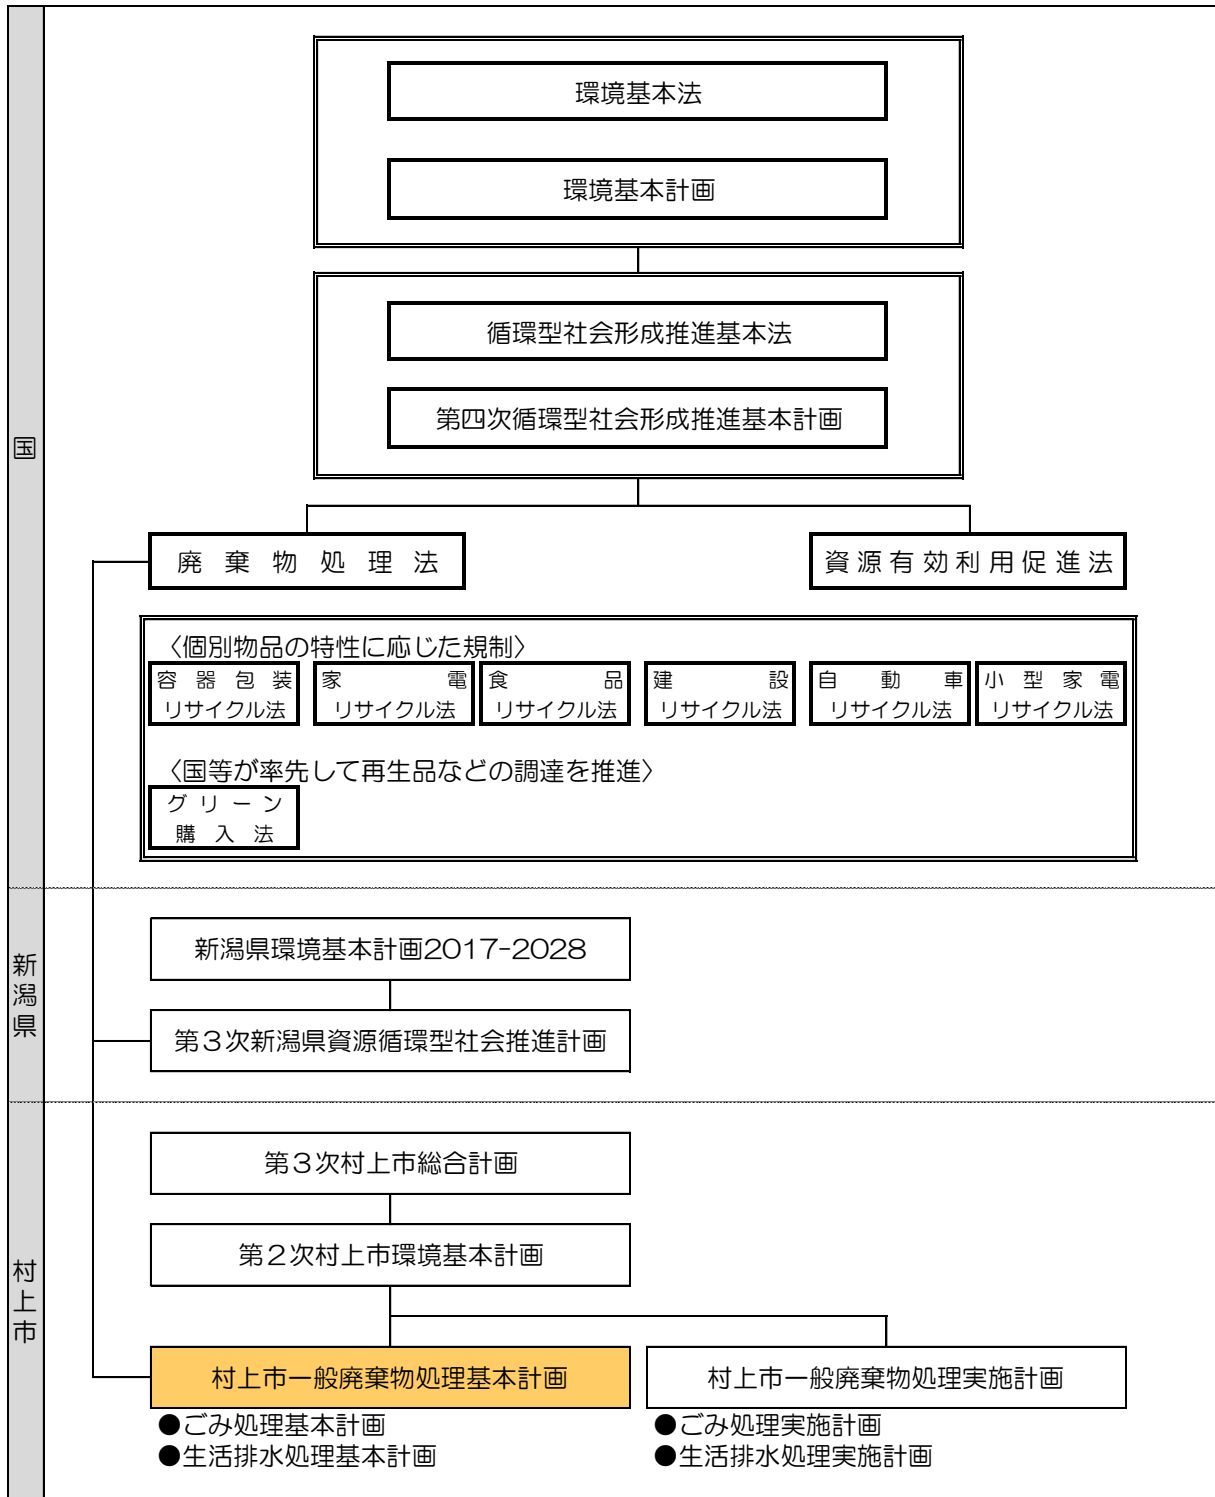 国
環境基本法
環境基本計画
循環型社会形成推進基本法
第四次循環型社会形成推進基本計画
廃棄物処理法
資源有効利用促進法
〈個別物品の特性に応じた規制〉
容器包装
リサイクル法
家電
リサイクル法
食品
リサイクル法
建設
リサイクル法
自動車
リサイクル法
小型家電
リサイクル法
〈国等が率先して再生品などの調達を推進〉
グリーン
購入法
新潟県
新潟県環境基本計画2017-2028
第３次新潟県資源循環型社会推進計画
村上市
第３次村上市総合計画
第２次村上市環境基本計画
村上市一般廃棄物処理基本計画
●ごみ処理基本計画
●生活排水処理基本計画
村上市一般廃棄物処理実施計画
●ごみ処理実施計画
●生活排水処理実施計画